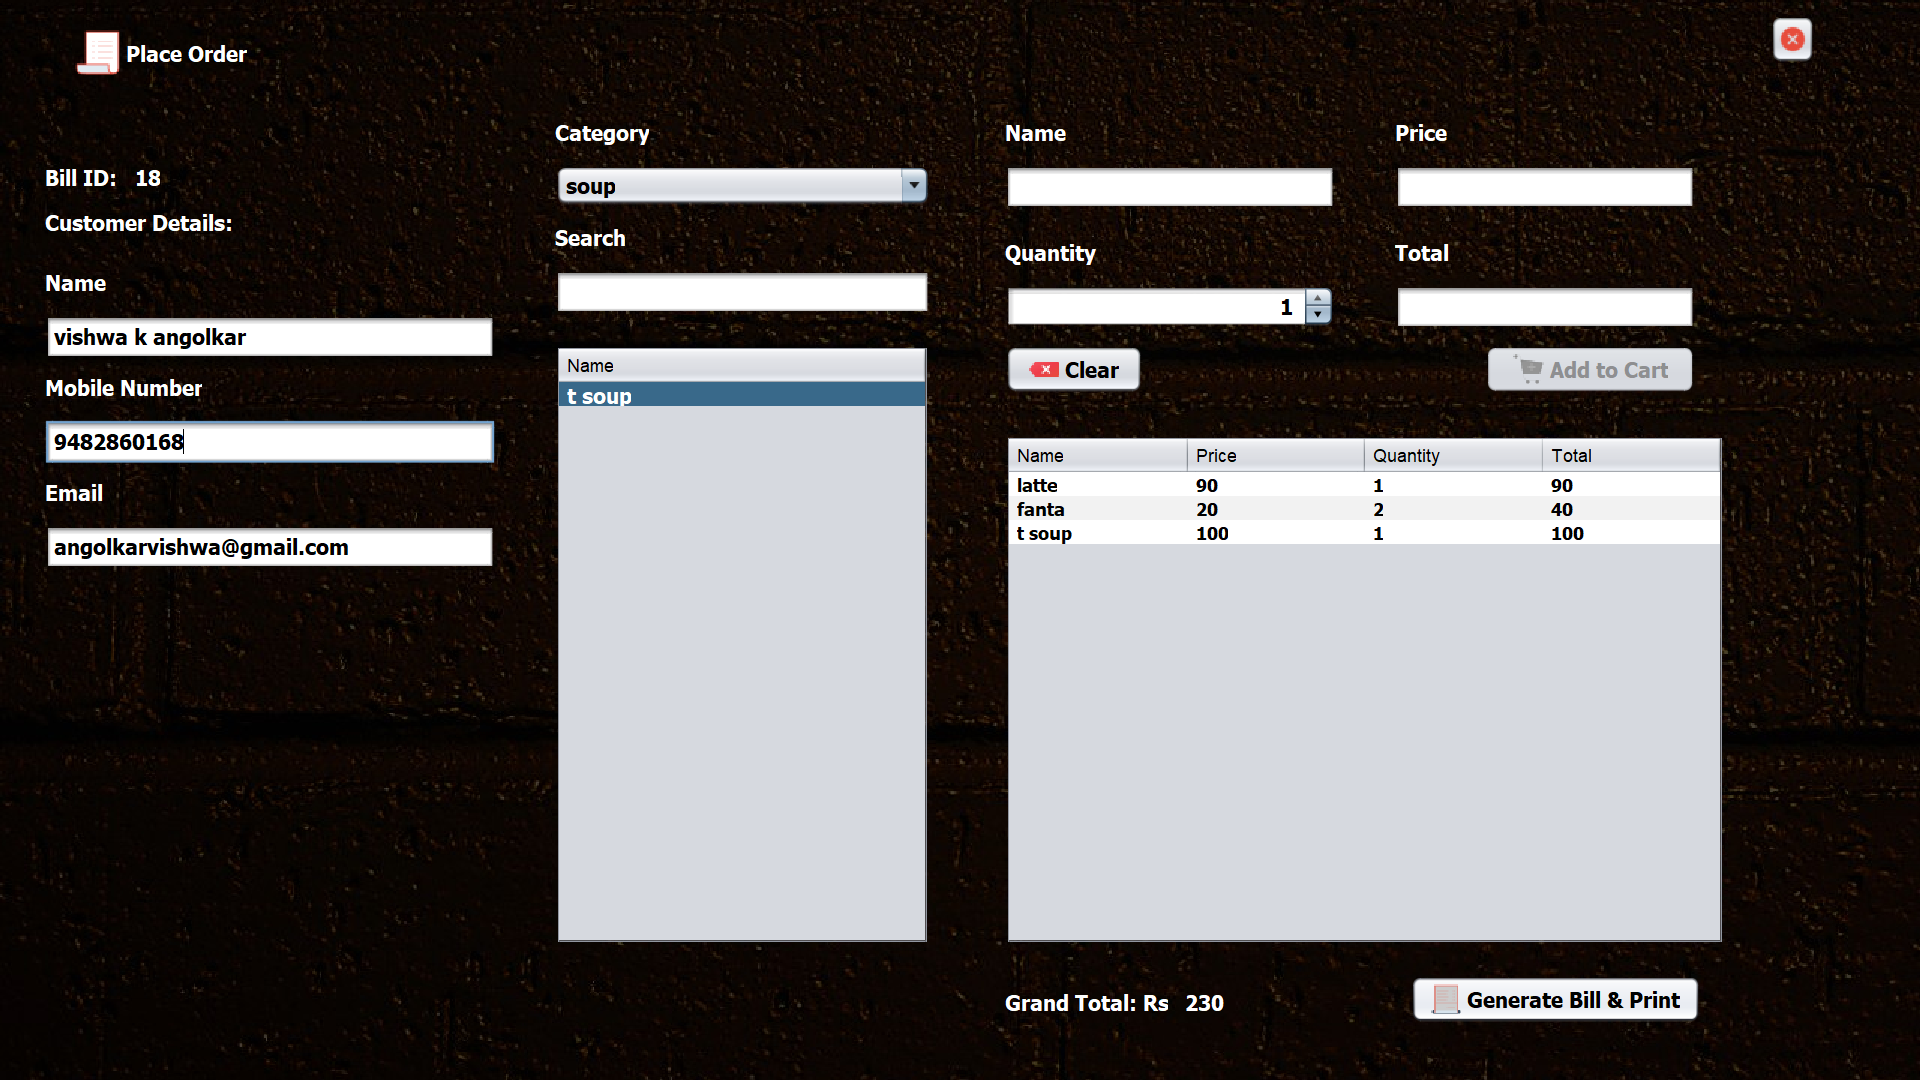 Place Order
Bill ID: 18
Customer Details:
Name
vishwa k angolkar
Mobile Number
9482860168
Email
angolkarvishwa@gmail.com
Category
soup
Search
Name
t soup
Name Price
Quantity Total
1
Clear Add to Cart
Name Price Quantity Total
latte 90 1 90
fanta 20 2 40
t soup 100 1 100
Grand Total: Rs 230
Generate Bill & Print